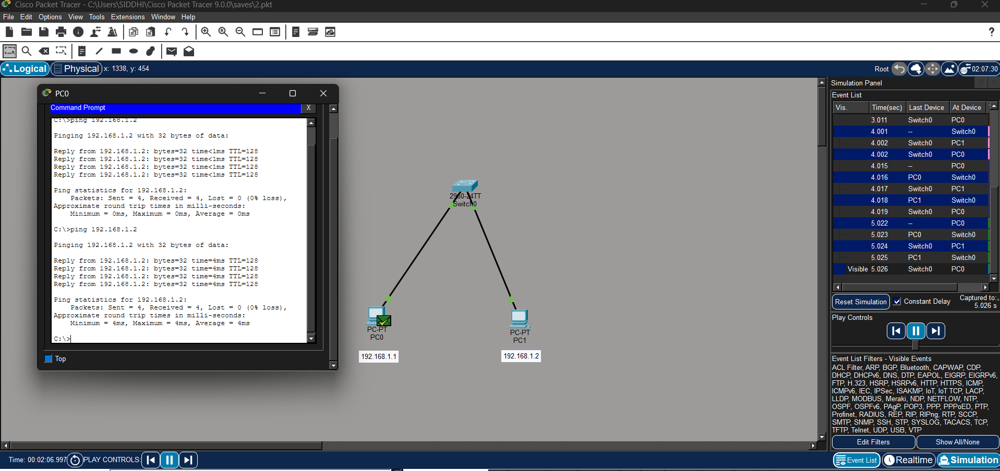 Cisco Packet Tracer - C:\Users\SIDDHI\Cisco Packet Tracer 9.0.0\saves\2.pkt
File Edit Options View Tools Extensions Window Help
?
Logical Physical x: 1338, y: 454
Root 02:07:30
PC0
Command Prompt X
C:\>ping 192.168.1.2
Pinging 192.168.1.2 with 32 bytes of data:
Reply from 192.168.1.2: bytes=32 time<1ms TTL=128
Reply from 192.168.1.2: bytes=32 time<1ms TTL=128
Reply from 192.168.1.2: bytes=32 time<1ms TTL=128
Reply from 192.168.1.2: bytes=32 time<1ms TTL=128
Ping statistics for 192.168.1.2:
Packets: Sent = 4, Received = 4, Lost = 0 (0% loss),
Approximate round trip times in milli-seconds:
Minimum = 0ms, Maximum = 0ms, Average = 0ms
C:\>ping 192.168.1.2
Pinging 192.168.1.2 with 32 bytes of data:
Reply from 192.168.1.2: bytes=32 time=4ms TTL=128
Reply from 192.168.1.2: bytes=32 time=4ms TTL=128
Reply from 192.168.1.2: bytes=32 time=4ms TTL=128
Reply from 192.168.1.2: bytes=32 time=4ms TTL=128
Ping statistics for 192.168.1.2:
Packets: Sent = 4, Received = 4, Lost = 0 (0% loss),
Approximate round trip times in milli-seconds:
Minimum = 4ms, Maximum = 4ms, Average = 4ms
C:\>
Top
2960-24TT
Switch0
PC-PT
PC0
192.168.1.1
PC-PT
PC1
192.168.1.2
Simulation Panel
Event List
Vis. Time(sec) Last Device At Device
3.011 Switch0 PC0
4.001 -- Switch0
4.002 Switch0 PC1
4.002 Switch0 PC0
4.015 -- PC0
4.016 PC0 Switch0
4.017 Switch0 PC1
4.018 PC1 Switch0
4.019 Switch0 PC0
5.022 -- PC0
5.023 PC0 Switch0
5.024 Switch0 PC1
5.025 PC1 Switch0
Visible 5.026 Switch0 PC0
Reset Simulation Constant Delay Captured to:*
5.026 s
Play Controls
Event List Filters - Visible Events
ACL Filter, ARP, BGP, Bluetooth, CAPWAP, CDP,
DHCP, DHCPv6, DNS, DTP, EAPOL, EIGRP, EIGRPv6,
FTP, H.323, HSRP, HSRPv6, HTTP, HTTPS, ICMP,
ICMPv6, IEC, IPSec, ISAKMP, IoT, IoT TCP, LACP,
LLDP, MODBUS, Meraki, NDP, NETFLOW, NTP,
OSPF, OSPFv6, PAgP, POP3, PPP, PPPoED, PTP,
Profinet, RADIUS, REP, RIP, RIPng, RTP, SCCP,
SMTP, SNMP, SSH, STP, SYSLOG, TACACS, TCP,
TFTP, Telnet, UDP, USB, VTP
Edit Filters Show All/None
Time: 00:02:06.997 PLAY CONTROLS:
Event List Realtime Simulation